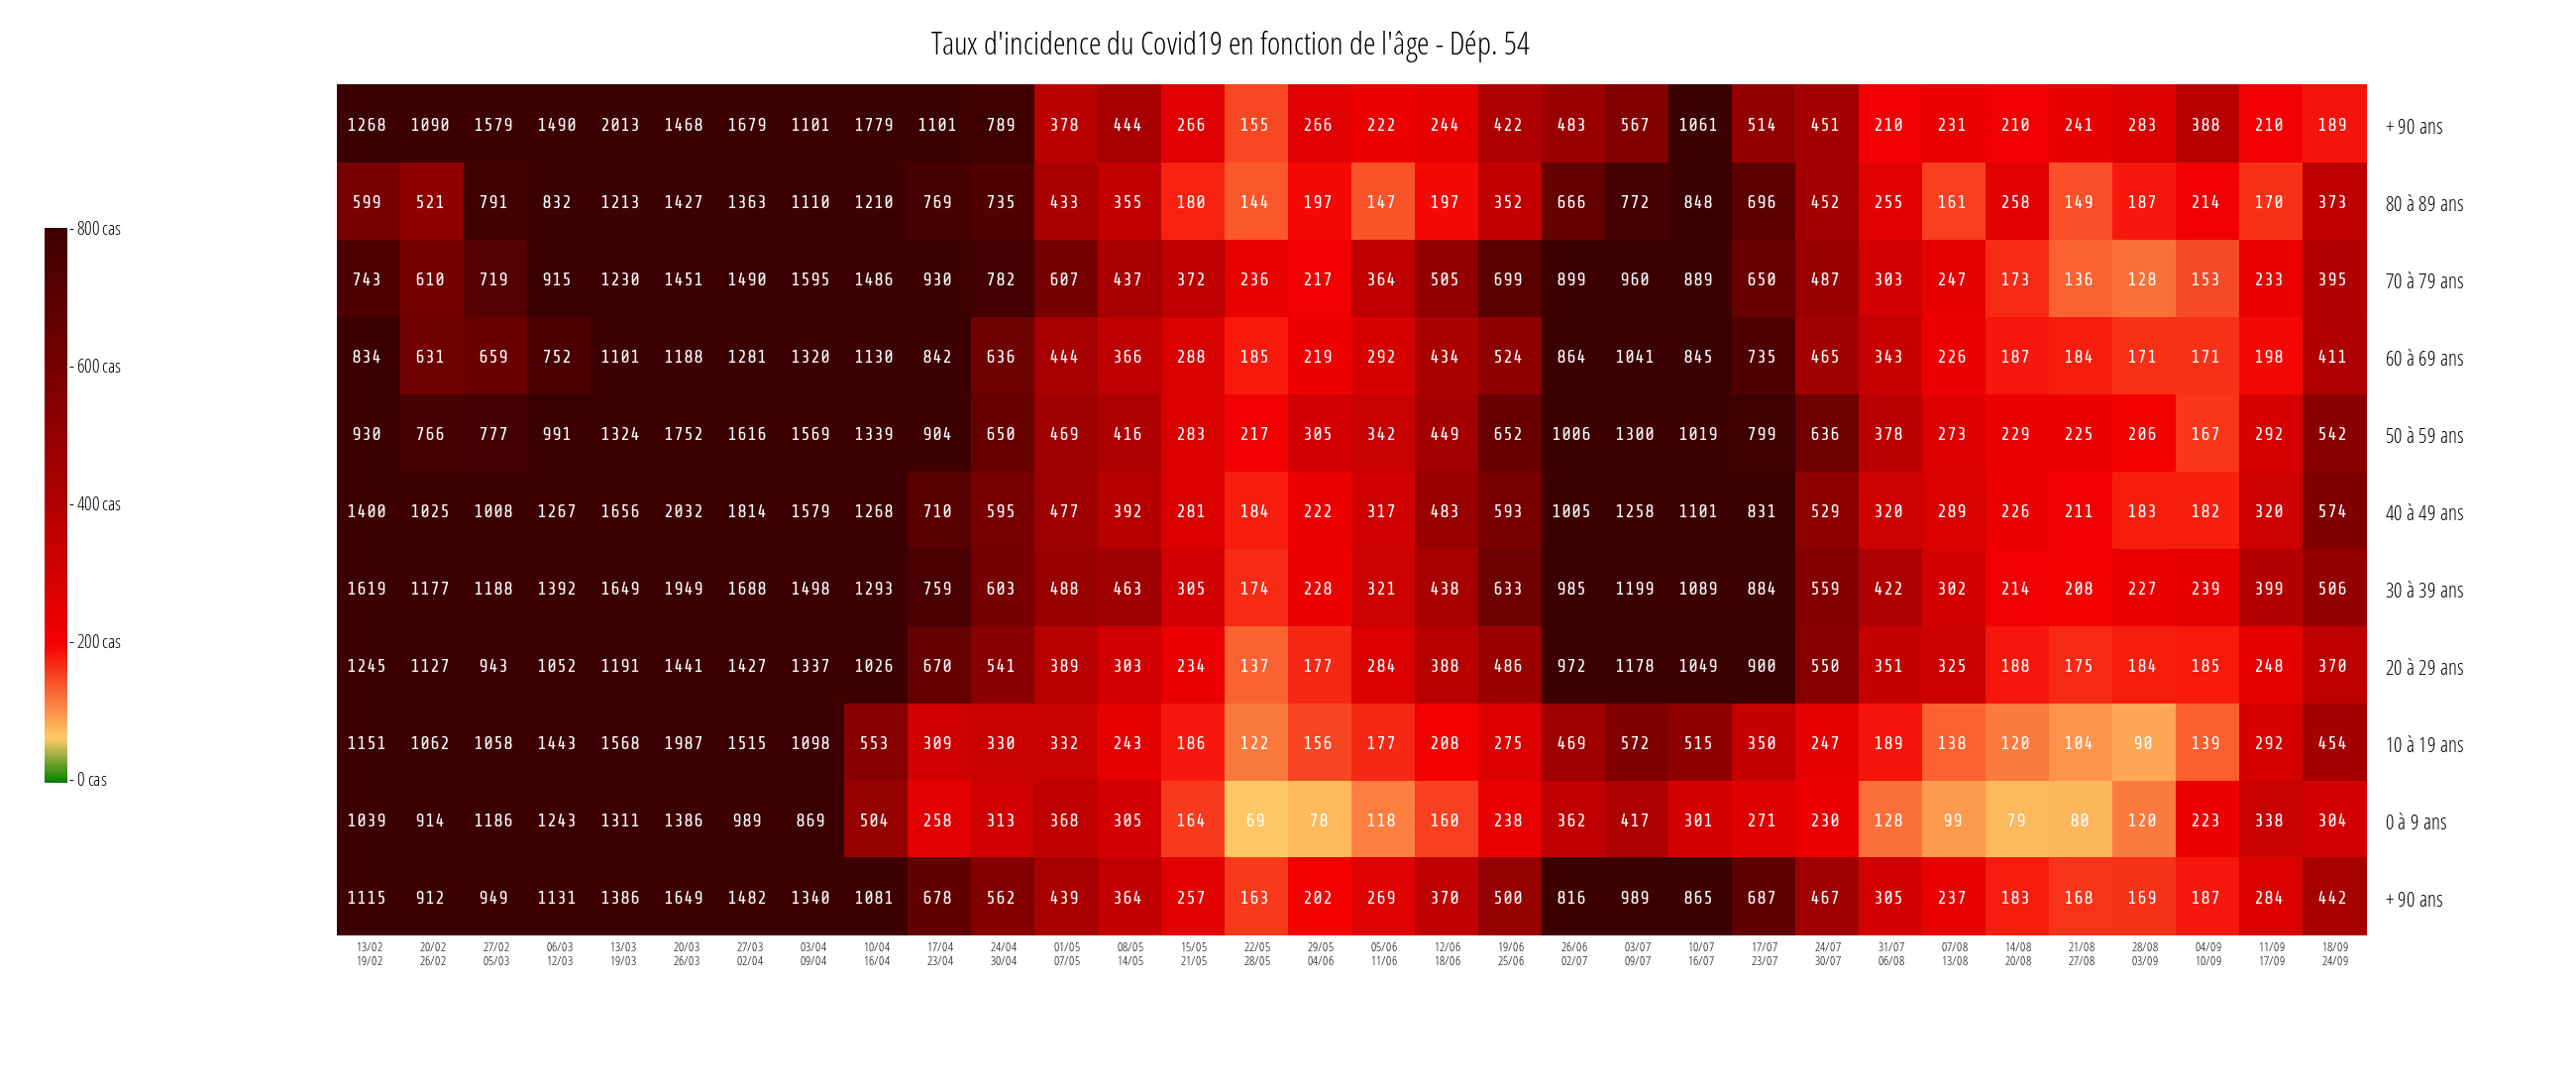 Taux d'incidence du Covid19 en fonction de l'âge - Dép. 54
1268 1090 1579 1490 2013 1468 1679 1101 1779 1101 789 378 444 266 155 266 222 244 422 483 567 1061 514 451 210 231 210 241 283 388 210 189 + 90 ans
599 521 791 832 1213 1427 1363 1110 1210 769 735 433 355 180 144 197 147 197 352 666 772 848 696 452 255 161 258 149 187 214 170 373 80 à 89 ans
- 800 cas
743 610 719 915 1230 1451 1490 1595 1486 930 782 607 437 372 236 217 364 505 699 899 960 889 650 487 303 247 173 136 128 153 233 395 70 à 79 ans
834 631 659 752 1101 1188 1281 1320 1130 842 636 444 366 288 185 219 292 434 524 864 1041 845 735 465 343 226 187 184 171 171 198 411 60 à 69 ans
- 600 cas
930 766 777 991 1324 1752 1616 1569 1339 904 650 469 416 283 217 305 342 449 652 1006 1300 1019 799 636 378 273 229 225 206 167 292 542 50 à 59 ans
- 400 cas
1400 1025 1008 1267 1656 2032 1814 1579 1268 710 595 477 392 281 184 222 317 483 593 1005 1258 1101 831 529 320 289 226 211 183 182 320 574 40 à 49 ans
1619 1177 1188 1392 1649 1949 1688 1498 1293 759 603 488 463 305 174 228 321 438 633 985 1199 1089 884 559 422 302 214 208 227 239 399 506 30 à 39 ans
- 200 cas
1245 1127 943 1052 1191 1441 1427 1337 1026 670 541 389 303 234 137 177 284 388 486 972 1178 1049 900 550 351 325 188 175 184 185 248 370 20 à 29 ans
1151 1062 1058 1443 1568 1987 1515 1098 553 309 330 332 243 186 122 156 177 208 275 469 572 515 350 247 189 138 120 104 90 139 292 454 10 à 19 ans
- 0 cas
1039 914 1186 1243 1311 1386 989 869 504 258 313 368 305 164 69 78 118 160 238 362 417 301 271 230 128 99 79 80 120 223 338 304 0 à 9 ans
1115 912 949 1131 1386 1649 1482 1340 1081 678 562 439 364 257 163 202 269 370 500 816 989 865 687 467 305 237 183 168 169 187 284 442 + 90 ans
13/02 20/02 27/02 06/03 13/03 20/03 27/03 03/04 10/04 17/04 24/04 01/05 08/05 15/05 22/05 29/05 05/06 12/06 19/06 26/06 03/07 10/07 17/07 24/07 31/07 07/08 14/08 21/08 28/08 04/09 11/09 18/09
19/02 26/02 05/03 12/03 19/03 26/03 02/04 09/04 16/04 23/04 30/04 07/05 14/05 21/05 28/05 04/06 11/06 18/06 25/06 02/07 09/07 16/07 23/07 30/07 06/08 13/08 20/08 27/08 03/09 10/09 17/09 24/09